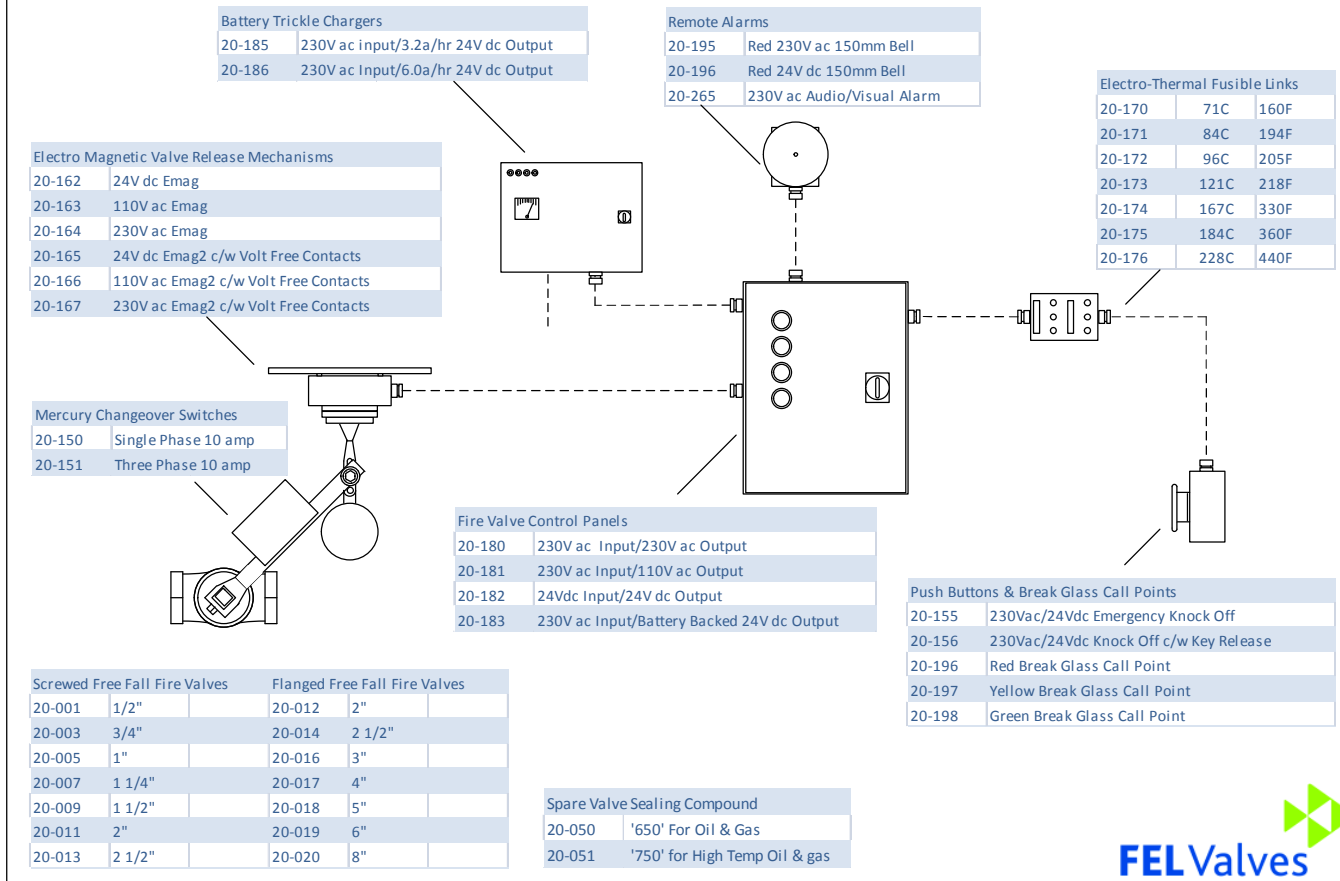 Battery Trickle Chargers
20-185 230V ac input/3.2a/hr 24V dc Output
20-186 230V ac Input/6.0a/hr 24V dc Output
Remote Alarms
20-195 Red 230V ac 150mm Bell
20-196 Red 24V dc 150mm Bell
20-265 230V ac Audio/Visual Alarm
Electro-Thermal Fusible Links
20-170 71C 160F
20-171 84C 194F
20-172 96C 205F
20-173 121C 218F
20-174 167C 330F
20-175 184C 360F
20-176 228C 440F
Electro Magnetic Valve Release Mechanisms
20-162 24V dc Emag
20-163 110V ac Emag
20-164 230V ac Emag
20-165 24V dc Emag2 c/w Volt Free Contacts
20-166 110V ac Emag2 c/w Volt Free Contacts
20-167 230V ac Emag2 c/w Volt Free Contacts
Mercury Changeover Switches
20-150 Single Phase 10 amp
20-151 Three Phase 10 amp
Fire Valve Control Panels
20-180 230V ac Input/230V ac Output
20-181 230V ac Input/110V ac Output
20-182 24Vdc Input/24V dc Output
20-183 230V ac Input/Battery Backed 24V dc Output
Push Buttons & Break Glass Call Points
20-155 230Vac/24Vdc Emergency Knock Off
20-156 230Vac/24Vdc Knock Off c/w Key Release
20-196 Red Break Glass Call Point
20-197 Yellow Break Glass Call Point
20-198 Green Break Glass Call Point
Screwed Free Fall Fire Valves Flanged Free Fall Fire Valves
20-001 1/2" 20-012 2"
20-003 3/4" 20-014 2 1/2"
20-005 1" 20-016 3"
20-007 1 1/4" 20-017 4"
20-009 1 1/2" 20-018 5"
20-011 2" 20-019 6"
20-013 2 1/2" 20-020 8"
Spare Valve Sealing Compound
20-050 '650' For Oil & Gas
20-051 '750' for High Temp Oil & gas
FELValves